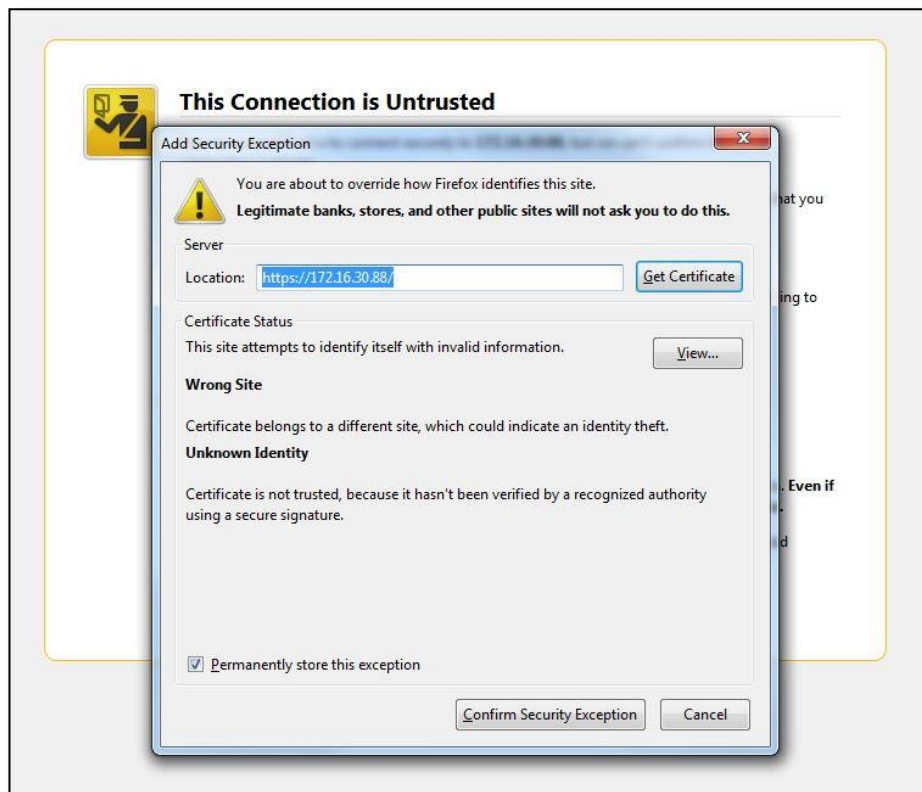 This Connection is Untrusted
Add Security Exception
You are about to override how Firefox identifies this site.
Legitimate banks, stores, and other public sites will not ask you to do this.
hat you
Server
Location: https://172.16.30.88/ Get Certificate
ing to
Certificate Status
This site attempts to identify itself with invalid information.
View...
Wrong Site
Certificate belongs to a different site, which could indicate an identity theft.
Unknown Identity
. Even if
Certificate is not trusted, because it hasn't been verified by a recognized authority
using a secure signature.
d
Permanently store this exception
Confirm Security Exception Cancel